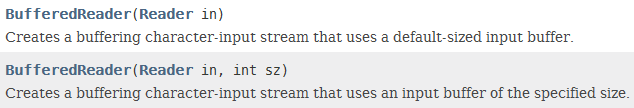 BufferedReader(Reader in)
Creates a buffering character-input stream that uses a default-sized input buffer.
BufferedReader(Reader in, int sz)
Creates a buffering character-input stream that uses an input buffer of the specified size.